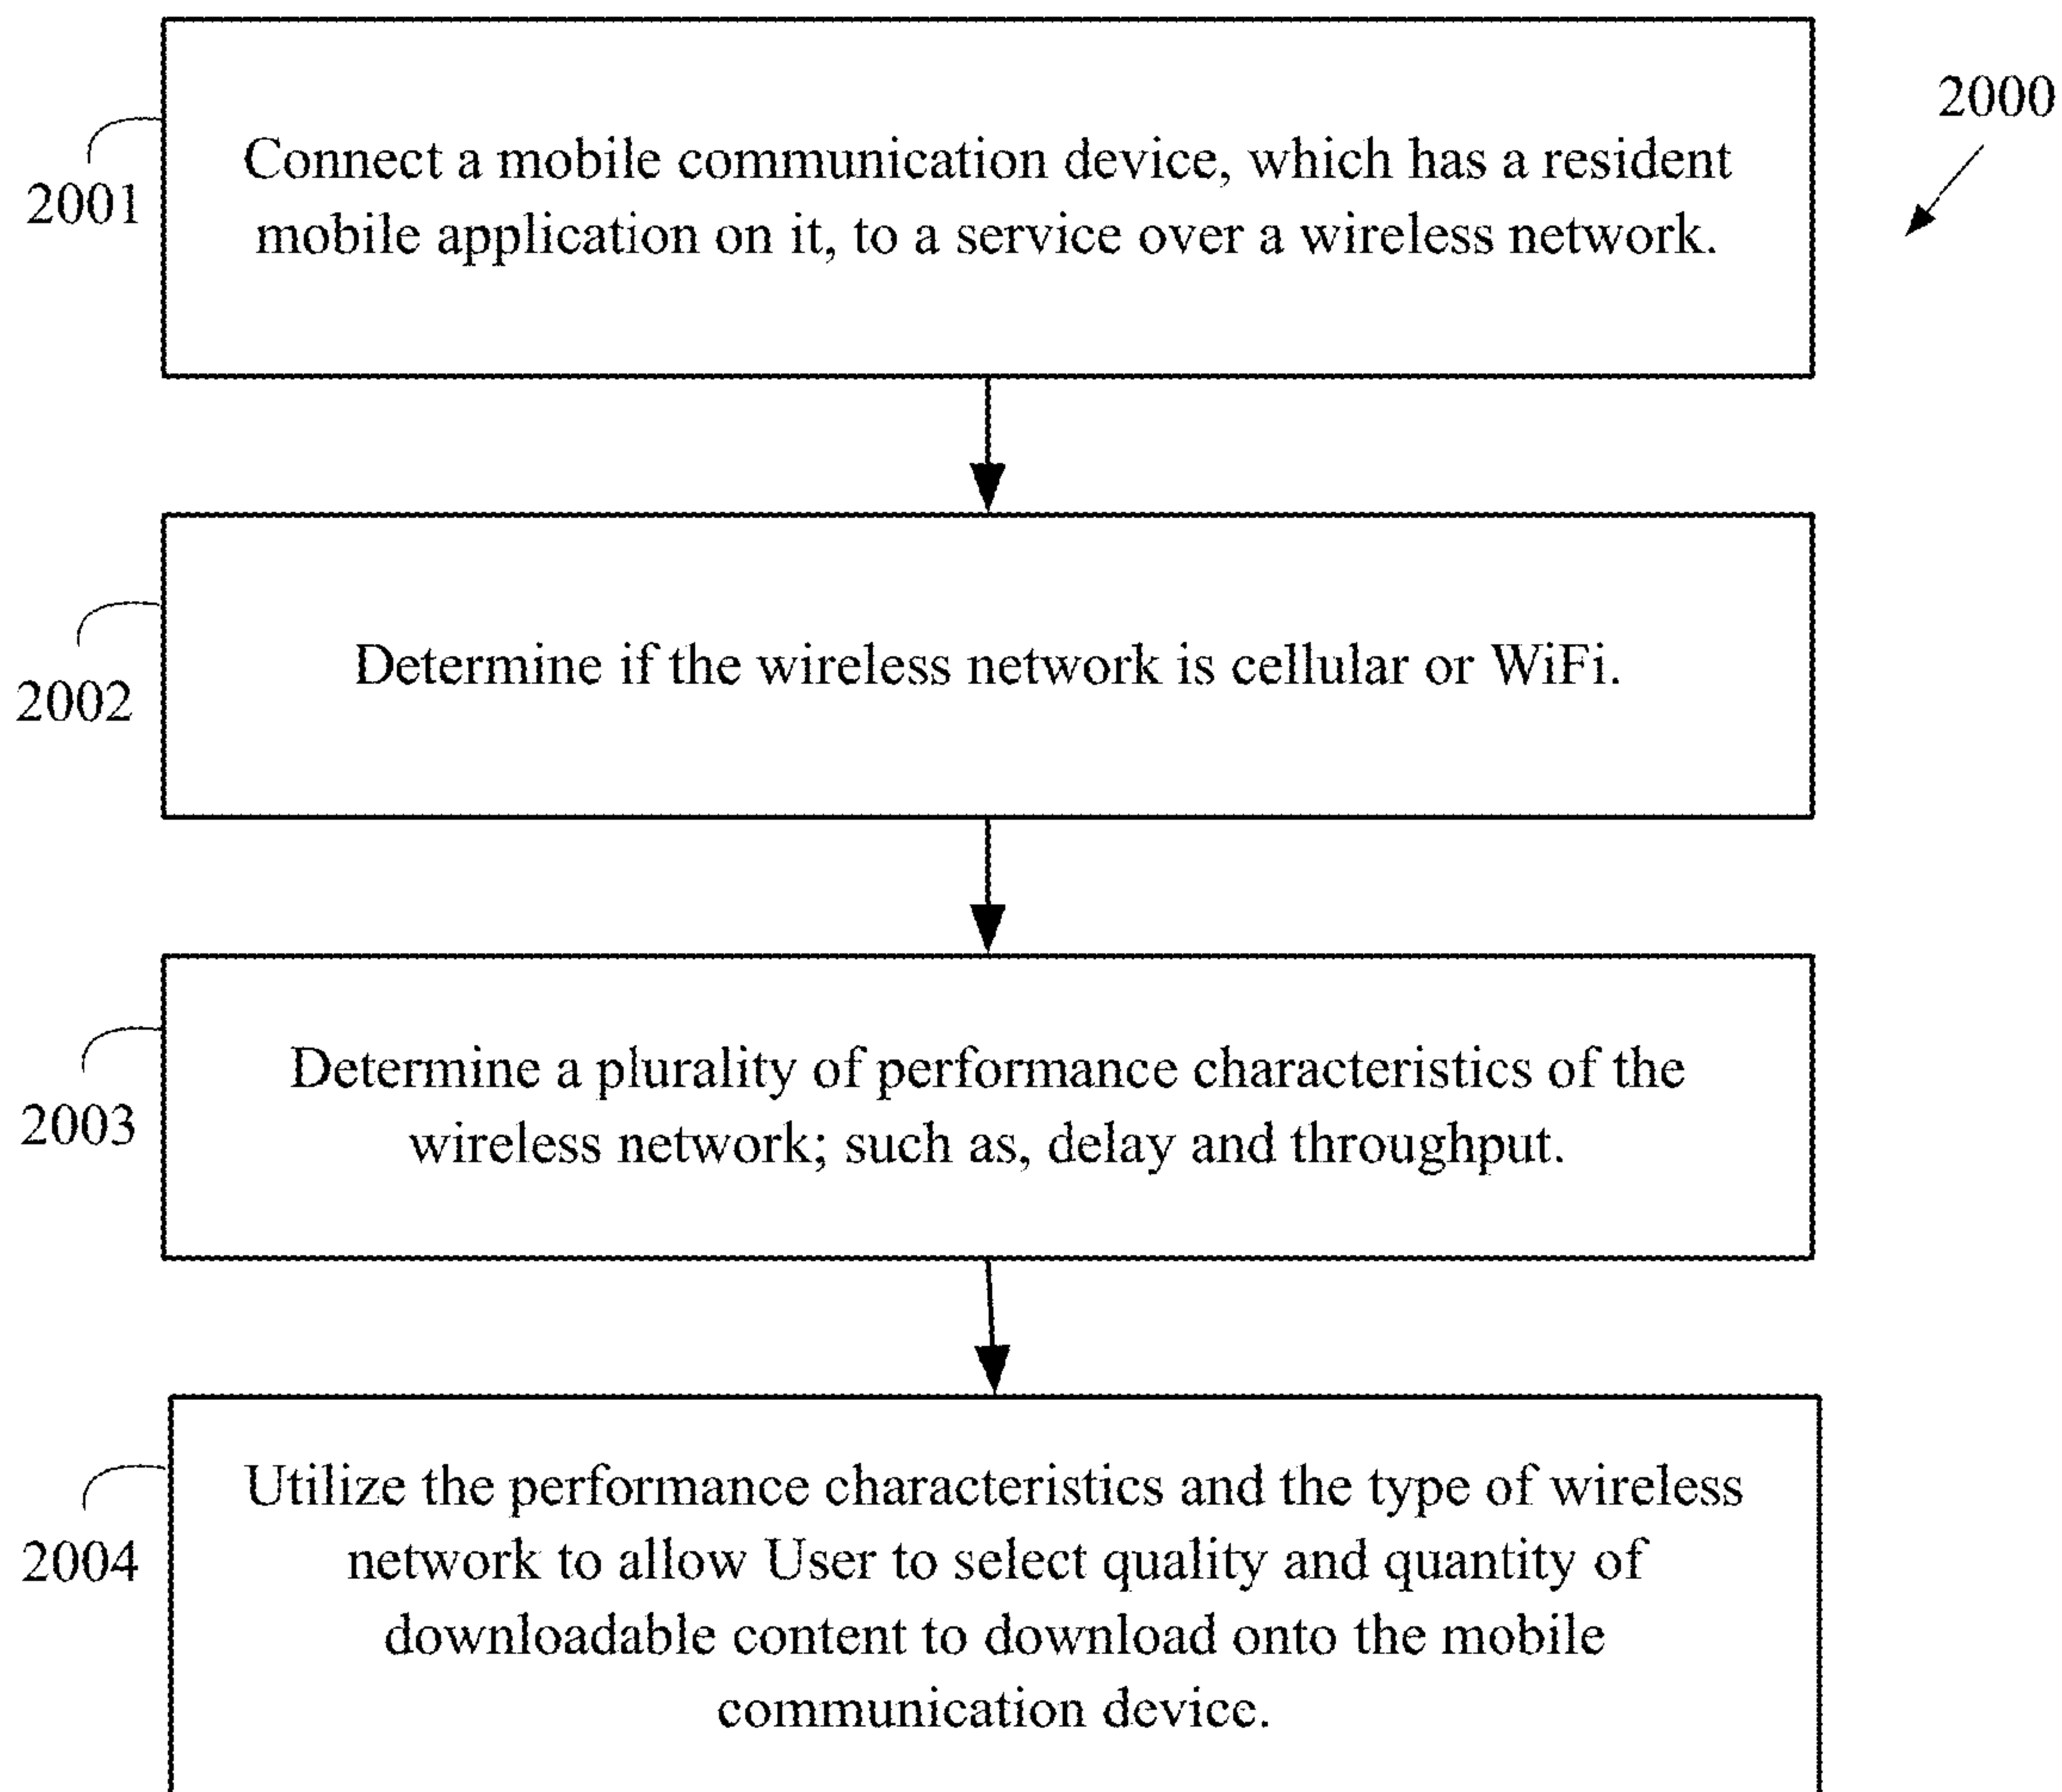 2000
2001
Connect a mobile communication device, which has a resident
mobile application on it, to a service over a wireless network.
2002
Determine if the wireless network is cellular or WiFi.
2003
Determine a plurality of performance characteristics of the
wireless network; such as, delay and throughput.
2004
Utilize the performance characteristics and the type of wireless
network to allow User to select quality and quantity of
downloadable content to download onto the mobile
communication device.